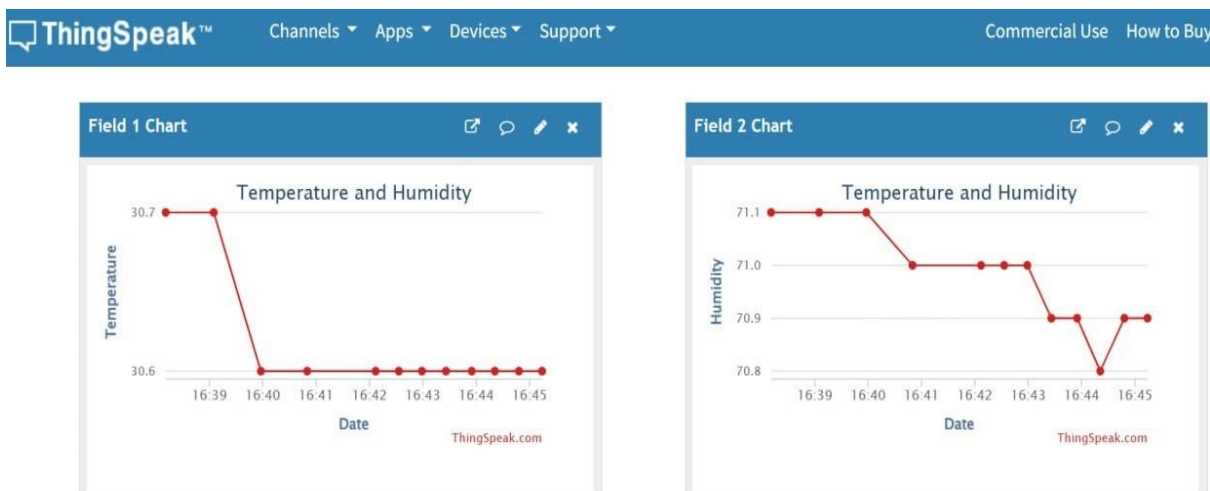 ThingSpeak™ Channels Apps Devices Support Commercial Use How to Buy
Field 1 Chart
Temperature and Humidity
Temperature
30.7
30.6
16:39 16:40 16:41 16:42 16:43 16:44 16:45
Date
ThingSpeak.com
Field 2 Chart
Temperature and Humidity
Humidity
71.1
71.0
70.9
70.8
16:39 16:40 16:41 16:42 16:43 16:44 16:45
Date
ThingSpeak.com